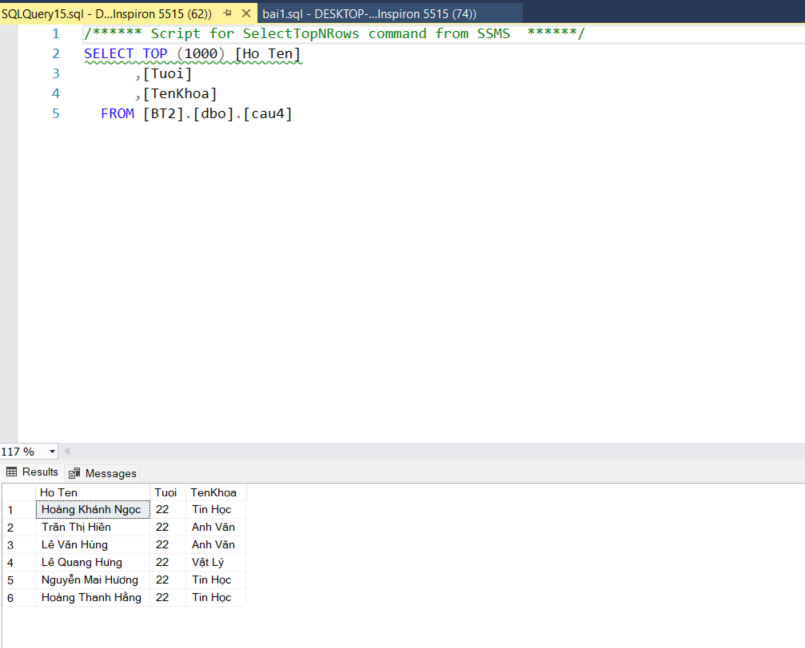 SQLQuery15.sql - D...Inspiron 5515 (62)) bai1.sql - DESKTOP-...Inspiron 5515 (74))
1 /****** Script for SelectTopNRows command from SSMS ******/
2 SELECT TOP (1000) [Ho Ten]
3 ,[Tuoi]
4 ,[TenKhoa]
5 FROM [BT2].[dbo].[cau4]
117 %
Results Messages
Ho Ten Tuoi TenKhoa
1 Hoàng Khánh Ngọc 22 Tin Học
2 Trần Thị Hiền 22 Anh Văn
3 Lê Văn Hùng 22 Anh Văn
4 Lê Quang Hưng 22 Vật Lý
5 Nguyễn Mai Hương 22 Tin Học
6 Hoàng Thanh Hằng 22 Tin Học